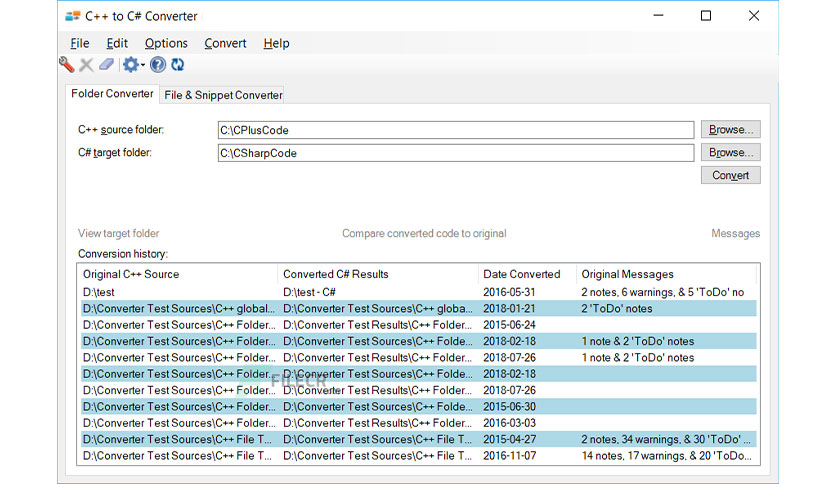 C++ to C# Converter
File Edit Options Convert Help
Folder Converter File & Snippet Converter
C++ source folder: C:\CPlusCode Browse...
C# target folder: C:\CSharpCode Browse...
Convert
View target folder Compare converted code to original Messages
Conversion history:
Original C++ Source Converted C# Results Date Converted Original Messages
D:\test D:\test - C# 2016-05-31 2 notes, 6 warnings, & 5 'ToDo' no
D:\Converter Test Sources\C++ global... D:\Converter Test Sources\C++ globa... 2018-01-21 2 'ToDo' notes
D:\Converter Test Sources\C++ Folder... D:\Converter Test Results\C++ Folder... 2015-06-24
D:\Converter Test Sources\C++ Folder... D:\Converter Test Sources\C++ Folde... 2018-02-18 1 note & 2 'ToDo' notes
D:\Converter Test Sources\C++ Folder... D:\Converter Test Results\C++ Folder... 2018-07-26 1 note & 2 'ToDo' notes
D:\Converter Test Sources\C++ Folder... D:\Converter Test Sources\C++ Folde... 2018-02-18
D:\Converter Test Sources\C++ Folder... D:\Converter Test Results\C++ Folder... 2018-07-26
FILECR
D:\Converter Test Sources\C++ Folder... D:\Converter Test Sources\C++ Folde... 2015-06-30
D:\Converter Test Sources\C++ Folder... D:\Converter Test Results\C++ Folder... 2016-03-03
D:\Converter Test Sources\C++ File T... D:\Converter Test Sources\C++ File T... 2015-04-27 2 notes, 34 warnings, & 30 'ToDo' ...
D:\Converter Test Sources\C++ File T... D:\Converter Test Sources\C++ File T... 2016-11-07 14 notes, 17 warnings, & 20 'ToDo...